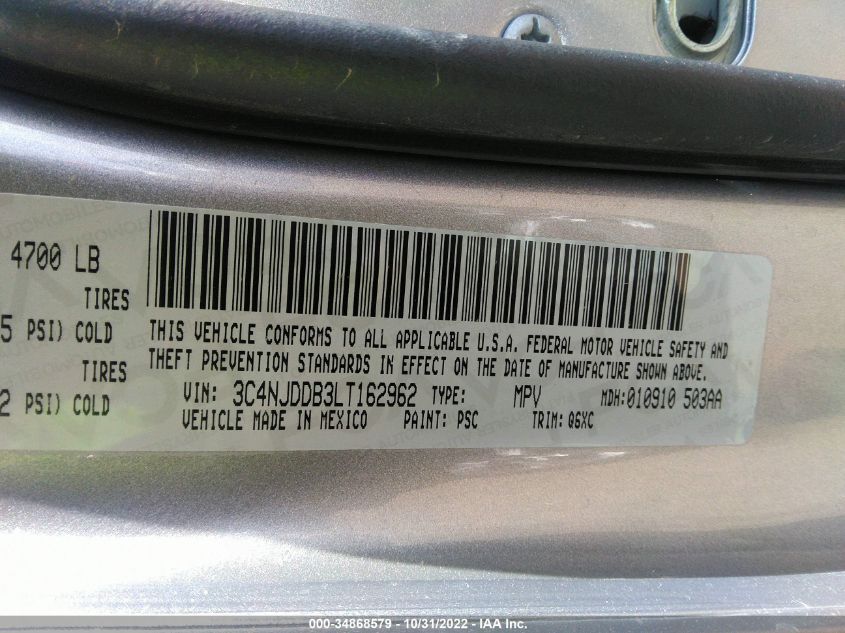 4700 LB
TIRES
5 PSI) COLD
TIRES
2 PSI) COLD
THIS VEHICLE CONFORMS TO ALL APPLICABLE U.S.A. FEDERAL MOTOR VEHICLE SAFETY AND
THEFT PREVENTION STANDARDS IN EFFECT ON THE DATE OF MANUFACTURE SHOWN ABOVE.
VIN: 3C4NJDDB3LT162962 TYPE: MPV MDH:010910 503AA
VEHICLE MADE IN MEXICO PAINT: PSC TRIM: Q6XC
000 -34868579 - 10/31/2022 - IAA Inc.